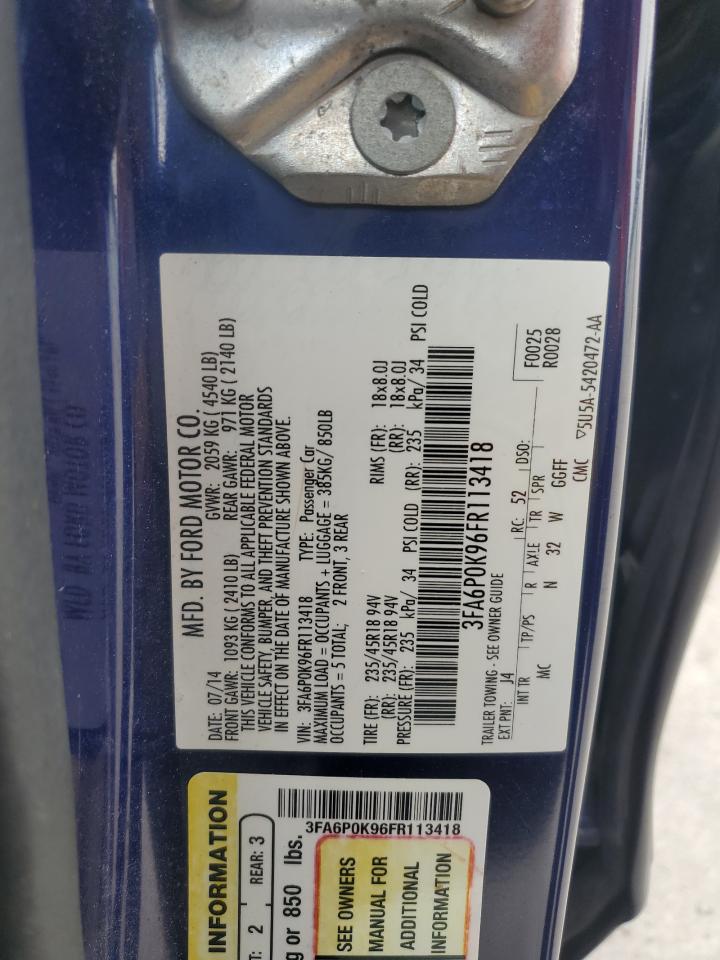 MFD. BY FORD MOTOR CO.
DATE: 07/14 GVWR: 2059 KG ( 4540 LB)
FRONT GAWR: 1093 KG ( 2410 LB) REAR GAWR: 971 KG ( 2140 LB)
THIS VEHICLE CONFORMS TO ALL APPLICABLE FEDERAL MOTOR
VEHICLE SAFETY, BUMPER, AND THEFT PREVENTION STANDARDS
IN EFFECT ON THE DATE OF MANUFACTURE SHOWN ABOVE.
VIN: 3FA6P0K96FR113418 TYPE: Passenger Car
MAXIMUM LOAD = OCCUPANTS + LUGGAGE = 385KG/ 850LB
OCCUPANTS = 5 TOTAL; 2 FRONT, 3 REAR
TIRE (FR): 235/45R18 94V RIMS (FR): 18x8.0J
(RR): 235/45R18 94V (RR): 18x8.0J
PRESSURE (FR): 235 kPa/ 34 PSI COLD (RR): 235 kPa/ 34 PSI COLD
3FA6P0K96FR113418
TRAILER TOWING - SEE OWNER GUIDE F0025
EXT PNT: J4 RC: 52 DSO: R0028
INT TR TP/PS R AXLE TR SPR
MC N 32 W GGFF
CMC ▽5U5A-5420472-AA
INFORMATION
2 REAR: 3
3FA6P0K96FR113418
or 850 lbs.
SEE OWNERS
MANUAL FOR
ADDITIONAL
INFORMATION